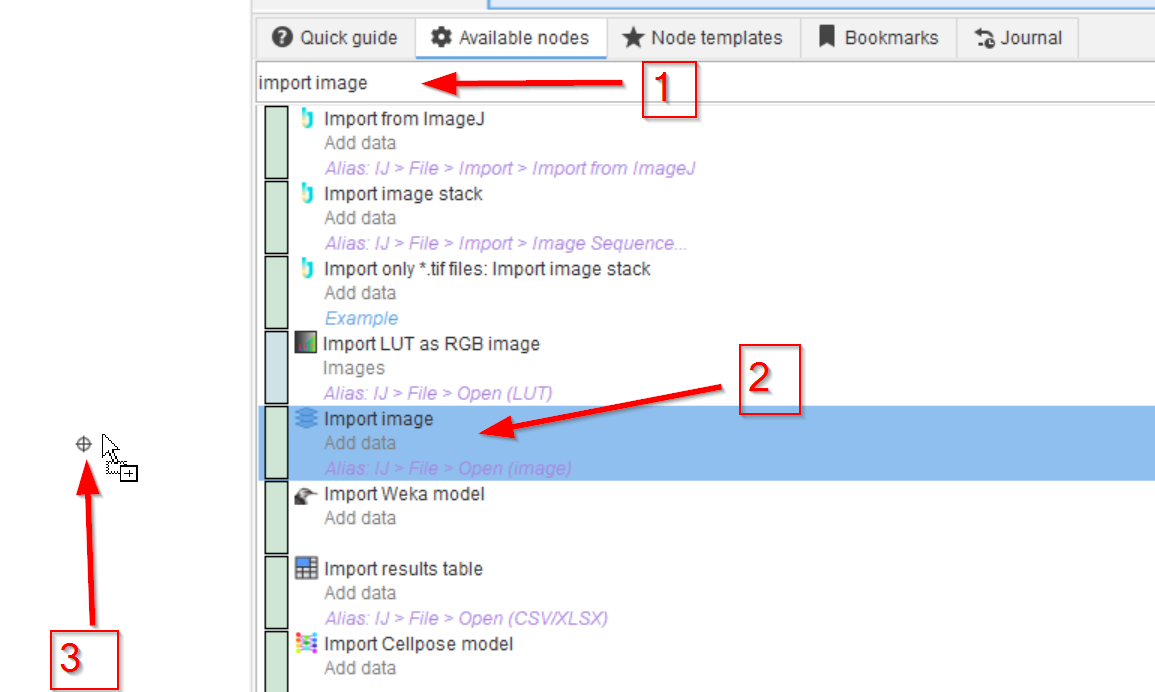 Quick guide Available nodes Node templates Bookmarks Journal
import image
1
Import from ImageJ
Add data
Alias: IJ > File > Import > Import from ImageJ
Import image stack
Add data
Alias: IJ > File > Import > Image Sequence...
Import only *.tif files: Import image stack
Add data
Example
Import LUT as RGB image
Images
Alias: IJ > File > Open (LUT)
2
Import image
Add data
Alias: IJ > File > Open (image)
Import Weka model
Add data
Import results table
Add data
Alias: IJ > File > Open (CSV/XLSX)
Import Cellpose model
Add data
3